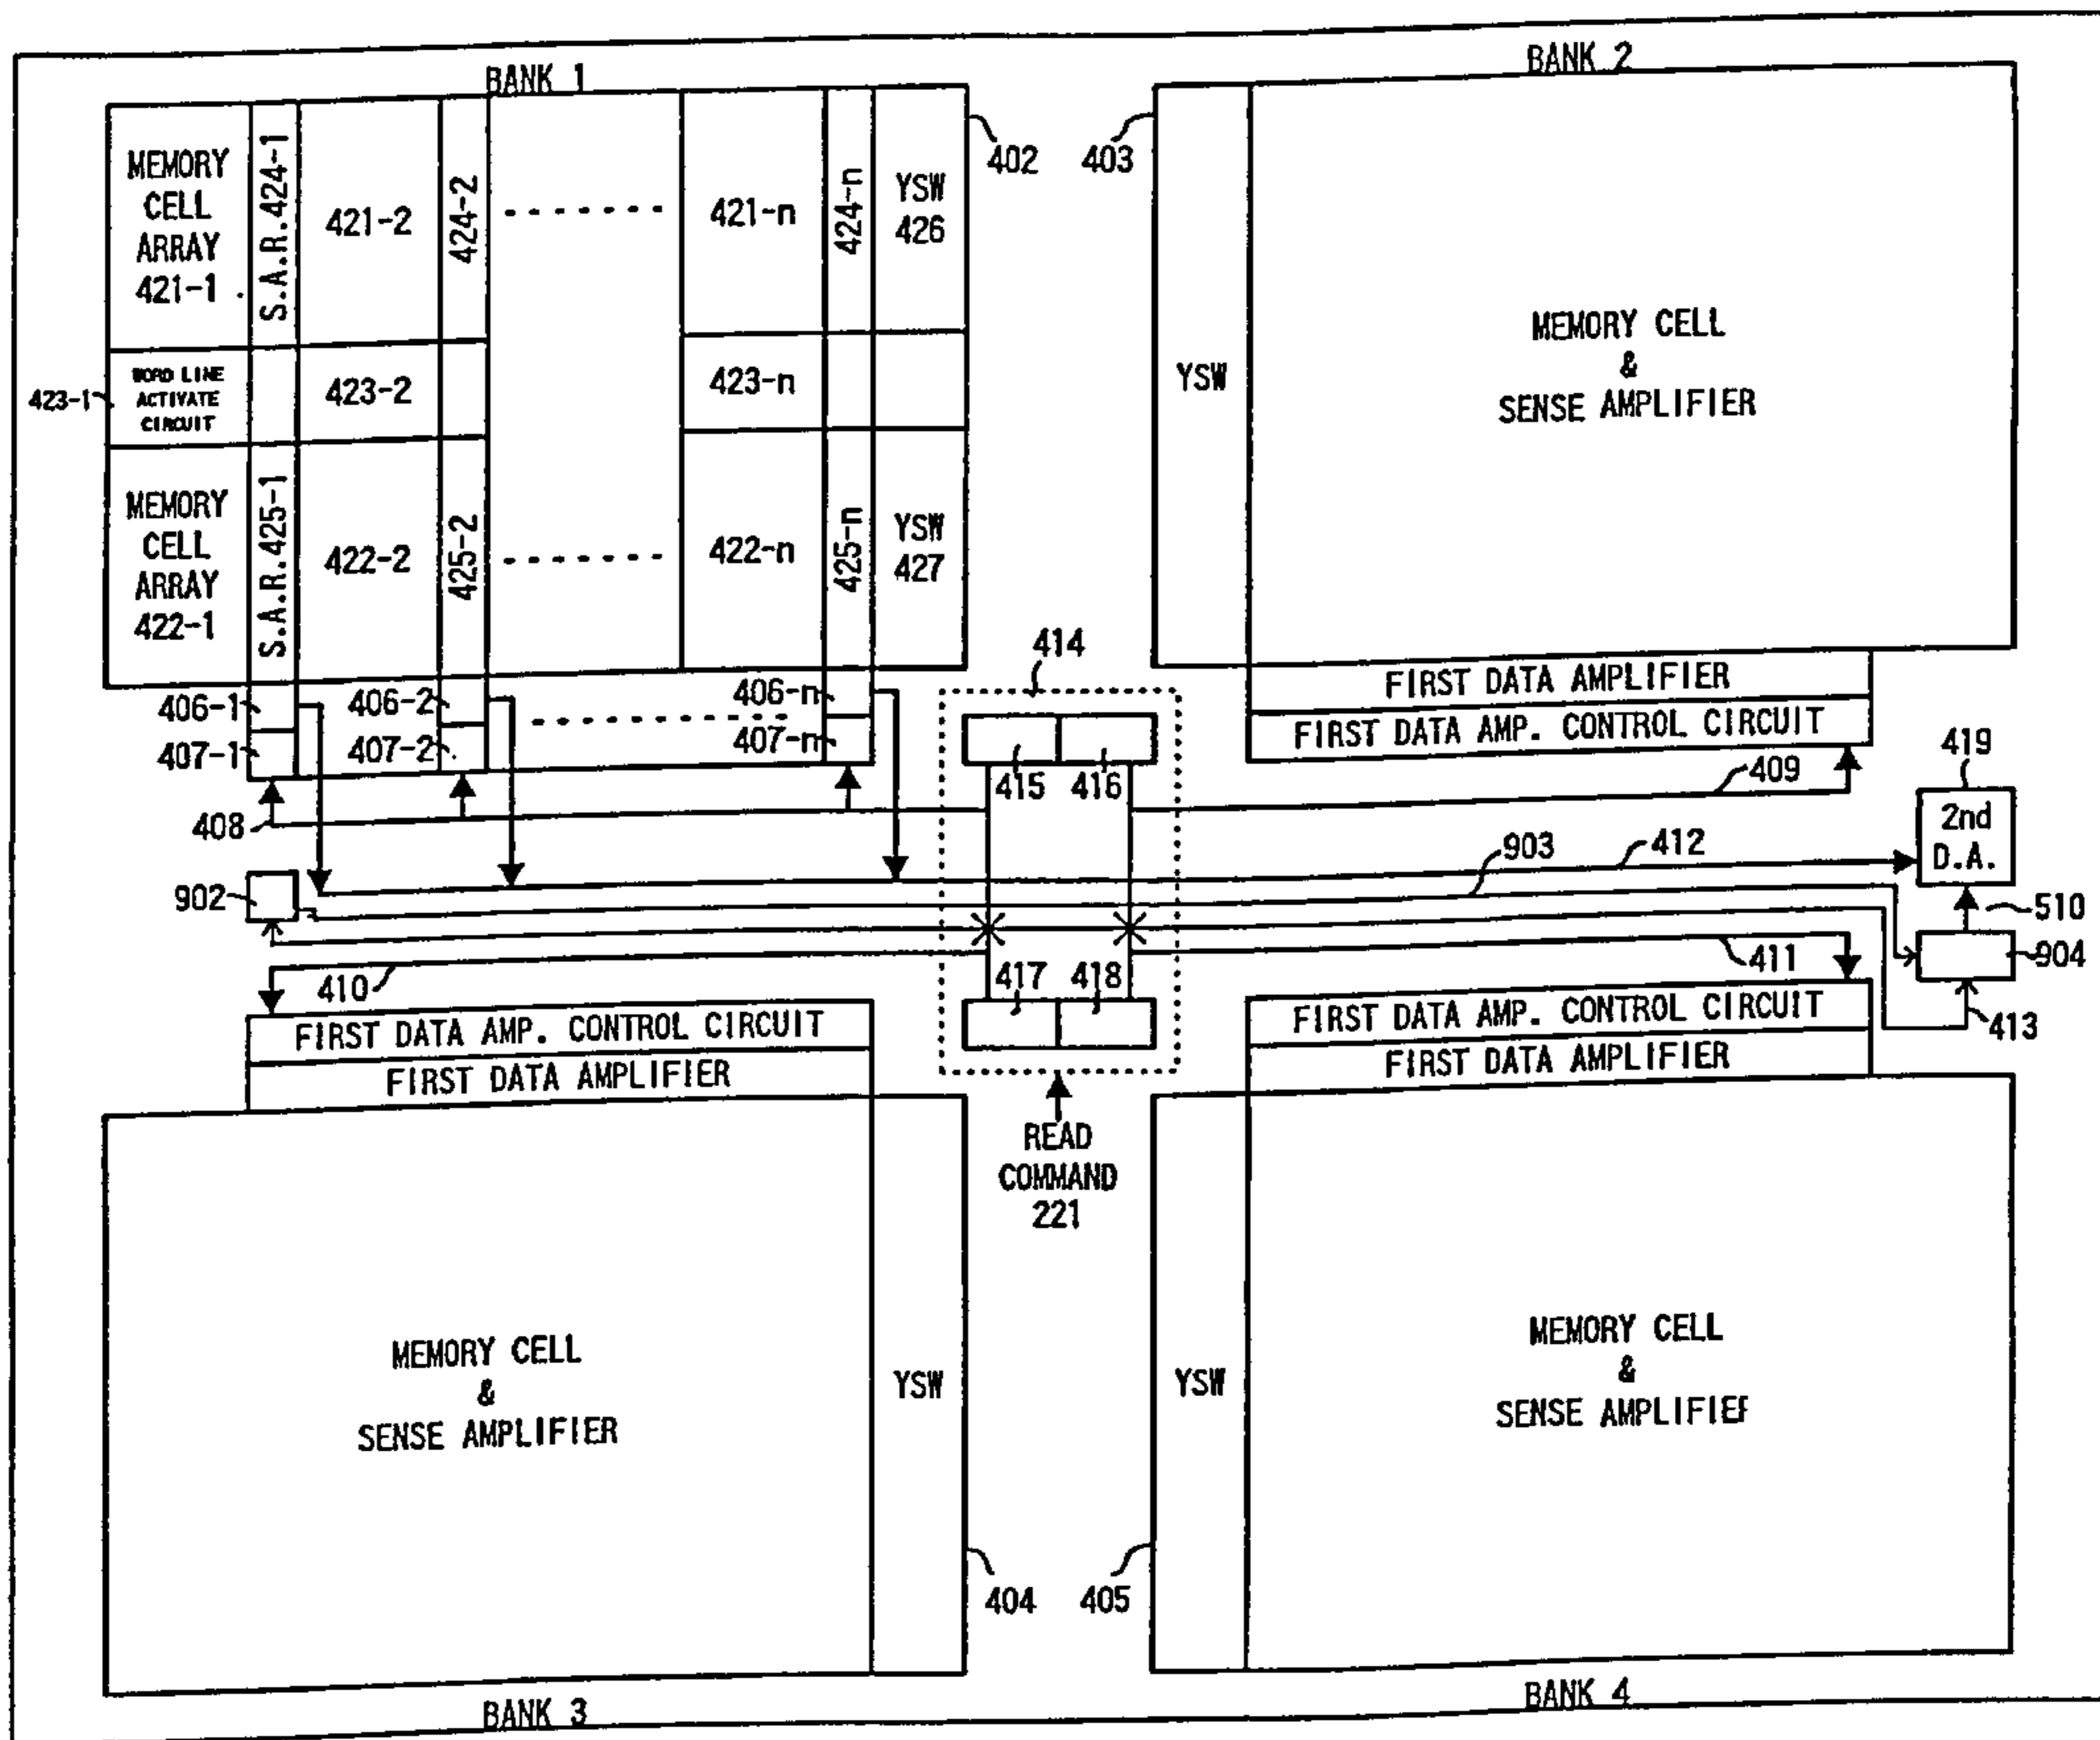 BANK 1
MEMORY
CELL
ARRAY
421-1
S.A.R.424-1
421-2
424-2
421-n
424-n
YSW
426
402
423-1
WORD LINE
ACTIVATE
CIRCUIT
423-2
423-n
MEMORY
CELL
ARRAY
422-1
S.A.R.425-1
422-2
425-2
422-n
425-n
YSW
427
406-1
406-2
406-n
407-1
407-2
407-n
408
BANK 2
403
YSW
MEMORY CELL
&
SENSE AMPLIFIER
FIRST DATA AMPLIFIER
FIRST DATA AMP. CONTROL CIRCUIT
414
415
416
409
419
2nd
D.A.
903
412
902
510
904
410
417
418
411
413
FIRST DATA AMP. CONTROL CIRCUIT
FIRST DATA AMPLIFIER
FIRST DATA AMP. CONTROL CIRCUIT
FIRST DATA AMPLIFIER
READ
COMMAND
221
MEMORY CELL
&
SENSE AMPLIFIER
YSW
404
BANK 3
405
YSW
MEMORY CELL
&
SENSE AMPLIFIER
BANK 4